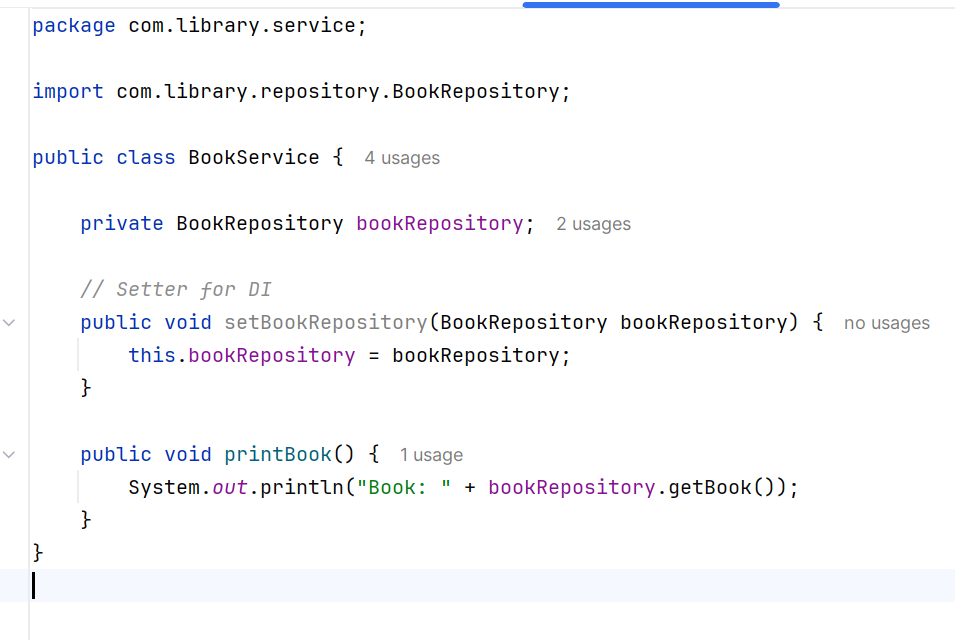 package com.library.service;
import com.library.repository.BookRepository;
public class BookService {  4 usages
private BookRepository bookRepository;  2 usages
// Setter for DI
public void setBookRepository(BookRepository bookRepository) {  no usages
this.bookRepository = bookRepository;
}
public void printBook() {  1 usage
System.out.println("Book: " + bookRepository.getBook());
}
}